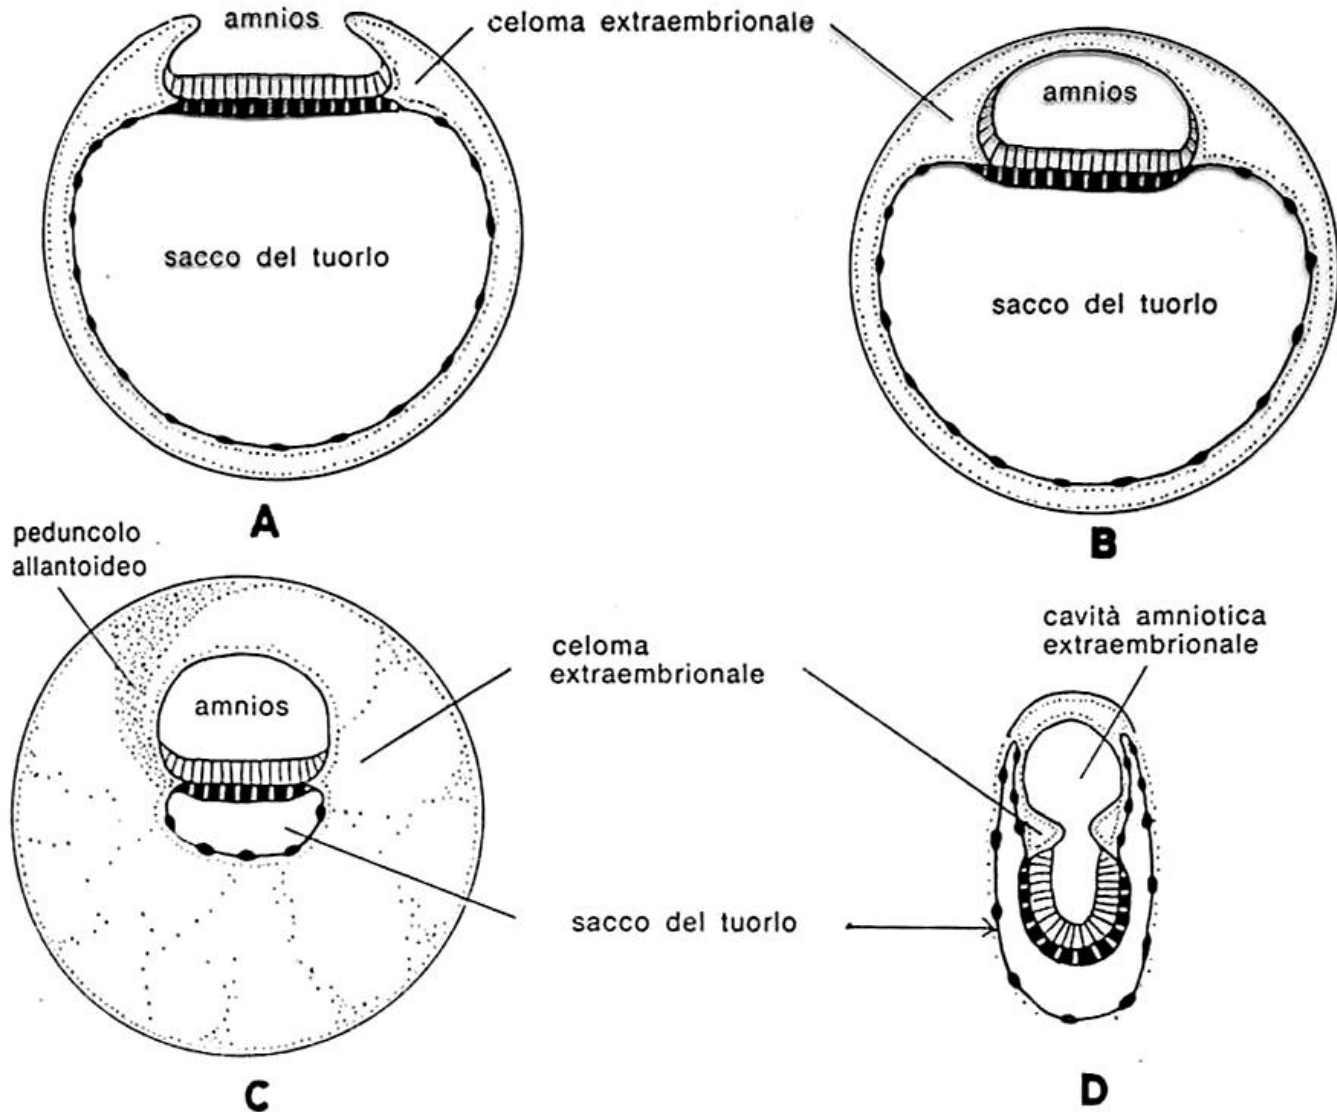 amnios
celoma extraembrionale
amnios
sacco del tuorlo
sacco del tuorlo
A
B
peduncolo
allantoideo
cavità amniotica
extraembrionale
celoma
extraembrionale
amnios
sacco del tuorlo
C
D